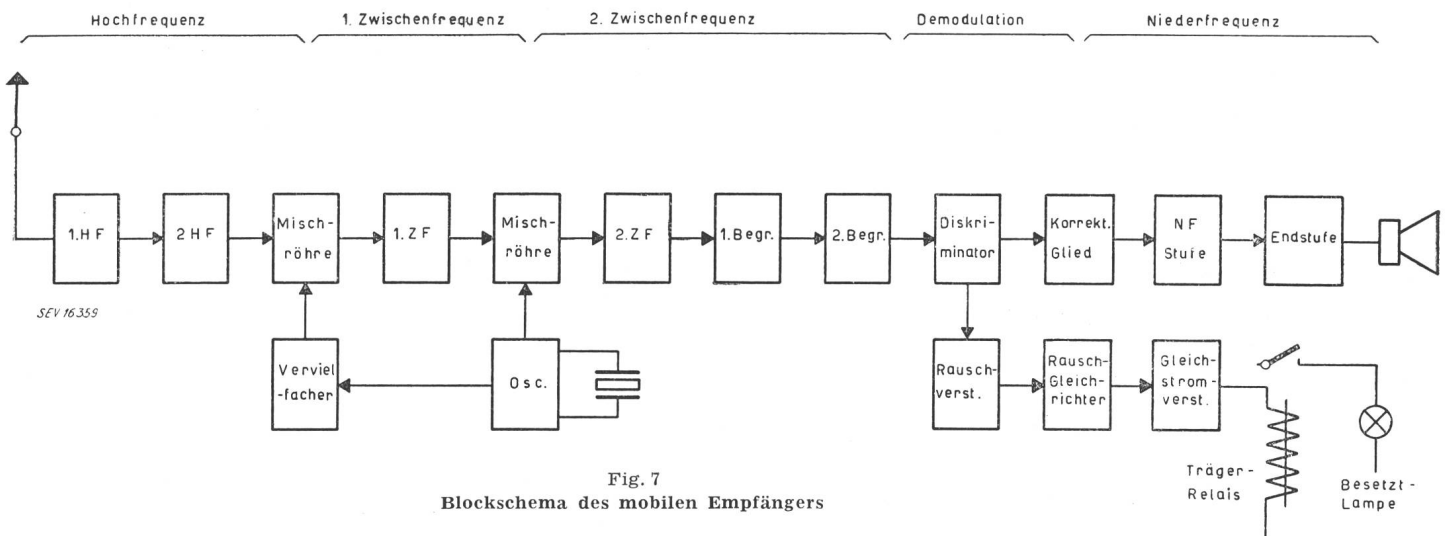 Hochfrequenz
1. Zwischenfrequenz
2. Zwischenfrequenz
Demodulation
Niederfrequenz
1.HF
2HF
Misch-
röhre
1.ZF
Misch-
röhre
2.ZF
1.Begr.
2.Begr.
Diskri-
minator
Korrekt.
Glied
NF
Stufe
Endstufe
SEV 16359
Verviel
-facher
Osc.
Rausch-
verst.
Rausch-
Gleich-
richter
Gleich-
strom-
verst.
Träger-
Relais
Besetzt-
Lampe
Fig. 7
Blockschema des mobilen Empfängers